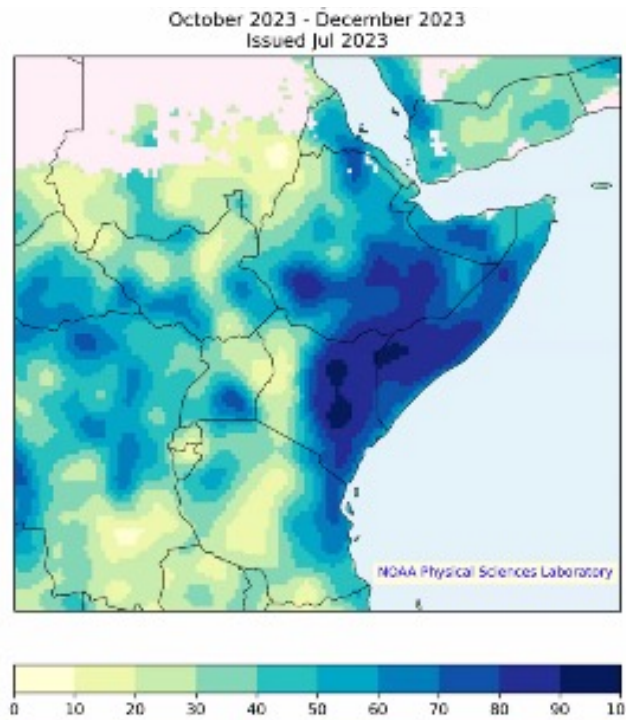 October 2023 - December 2023
Issued Jul 2023
NOAA Physical Sciences Laboratory
0 10 20 30 40 50 60 70 80 90 10